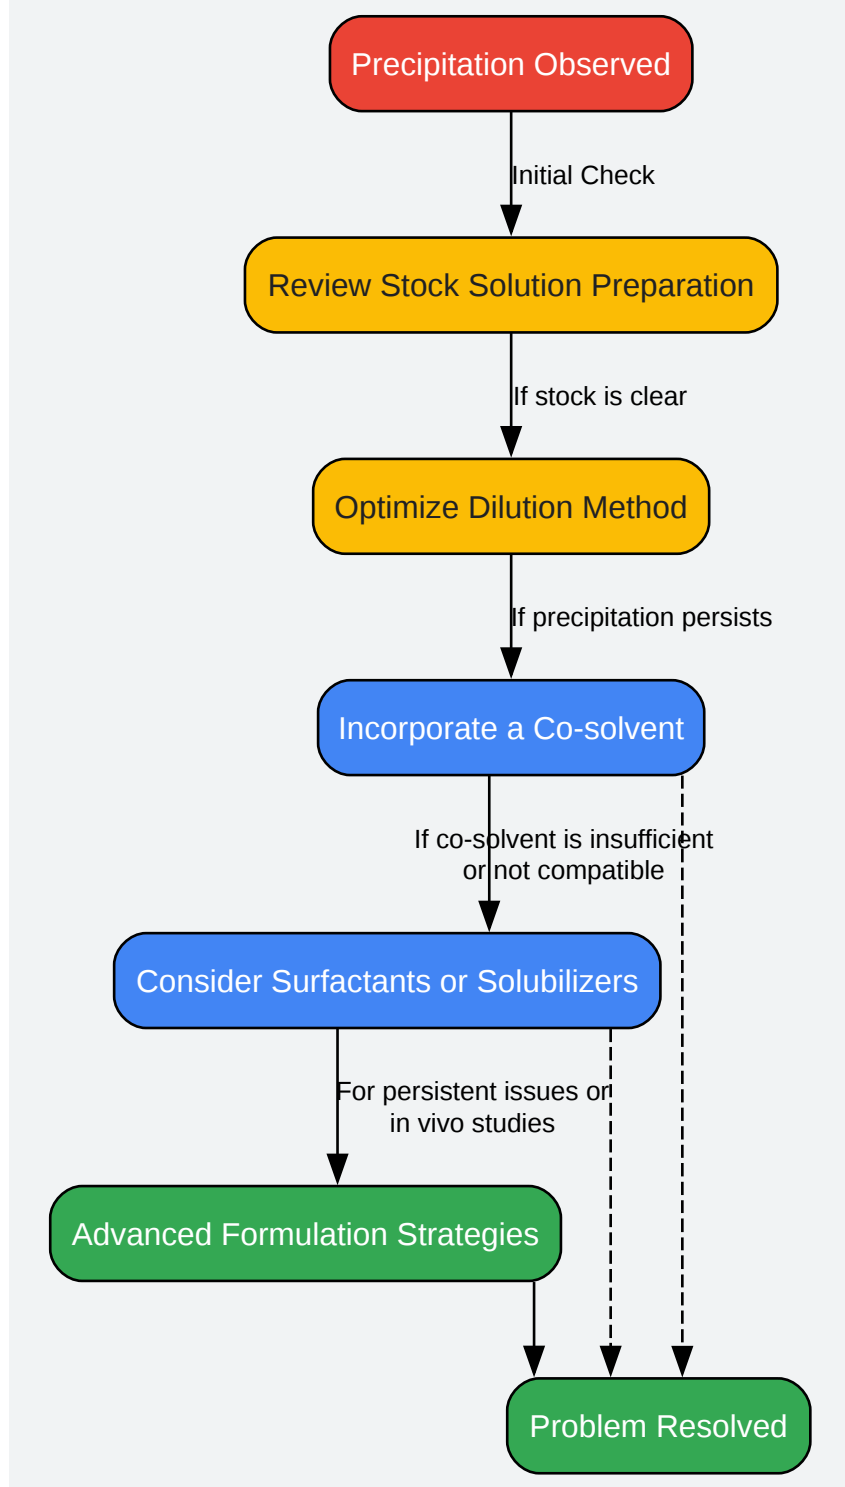 Precipitation Observed
Initial Check
Review Stock Solution Preparation
If stock is clear
Optimize Dilution Method
If precipitation persists
Incorporate a Co-solvent
If co-solvent is insufficient
or not compatible
Consider Surfactants or Solubilizers
For persistent issues or
in vivo studies
Advanced Formulation Strategies
Problem Resolved